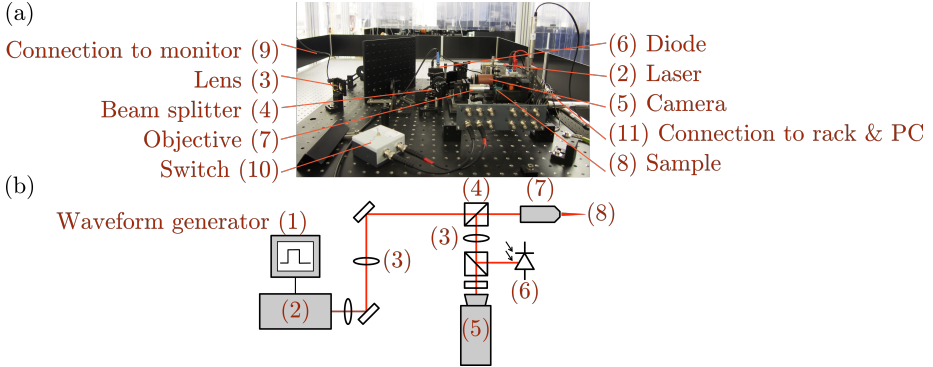 (a)
Connection to monitor (9)
Lens (3)
Beam splitter (4)
Objective (7)
Switch (10)
(6) Diode
(2) Laser
(5) Camera
(11) Connection to rack & PC
(8) Sample
(b)
Waveform generator (1)
(2)
(3)
(4)
(7)
(8)
(3)
(6)
(5)